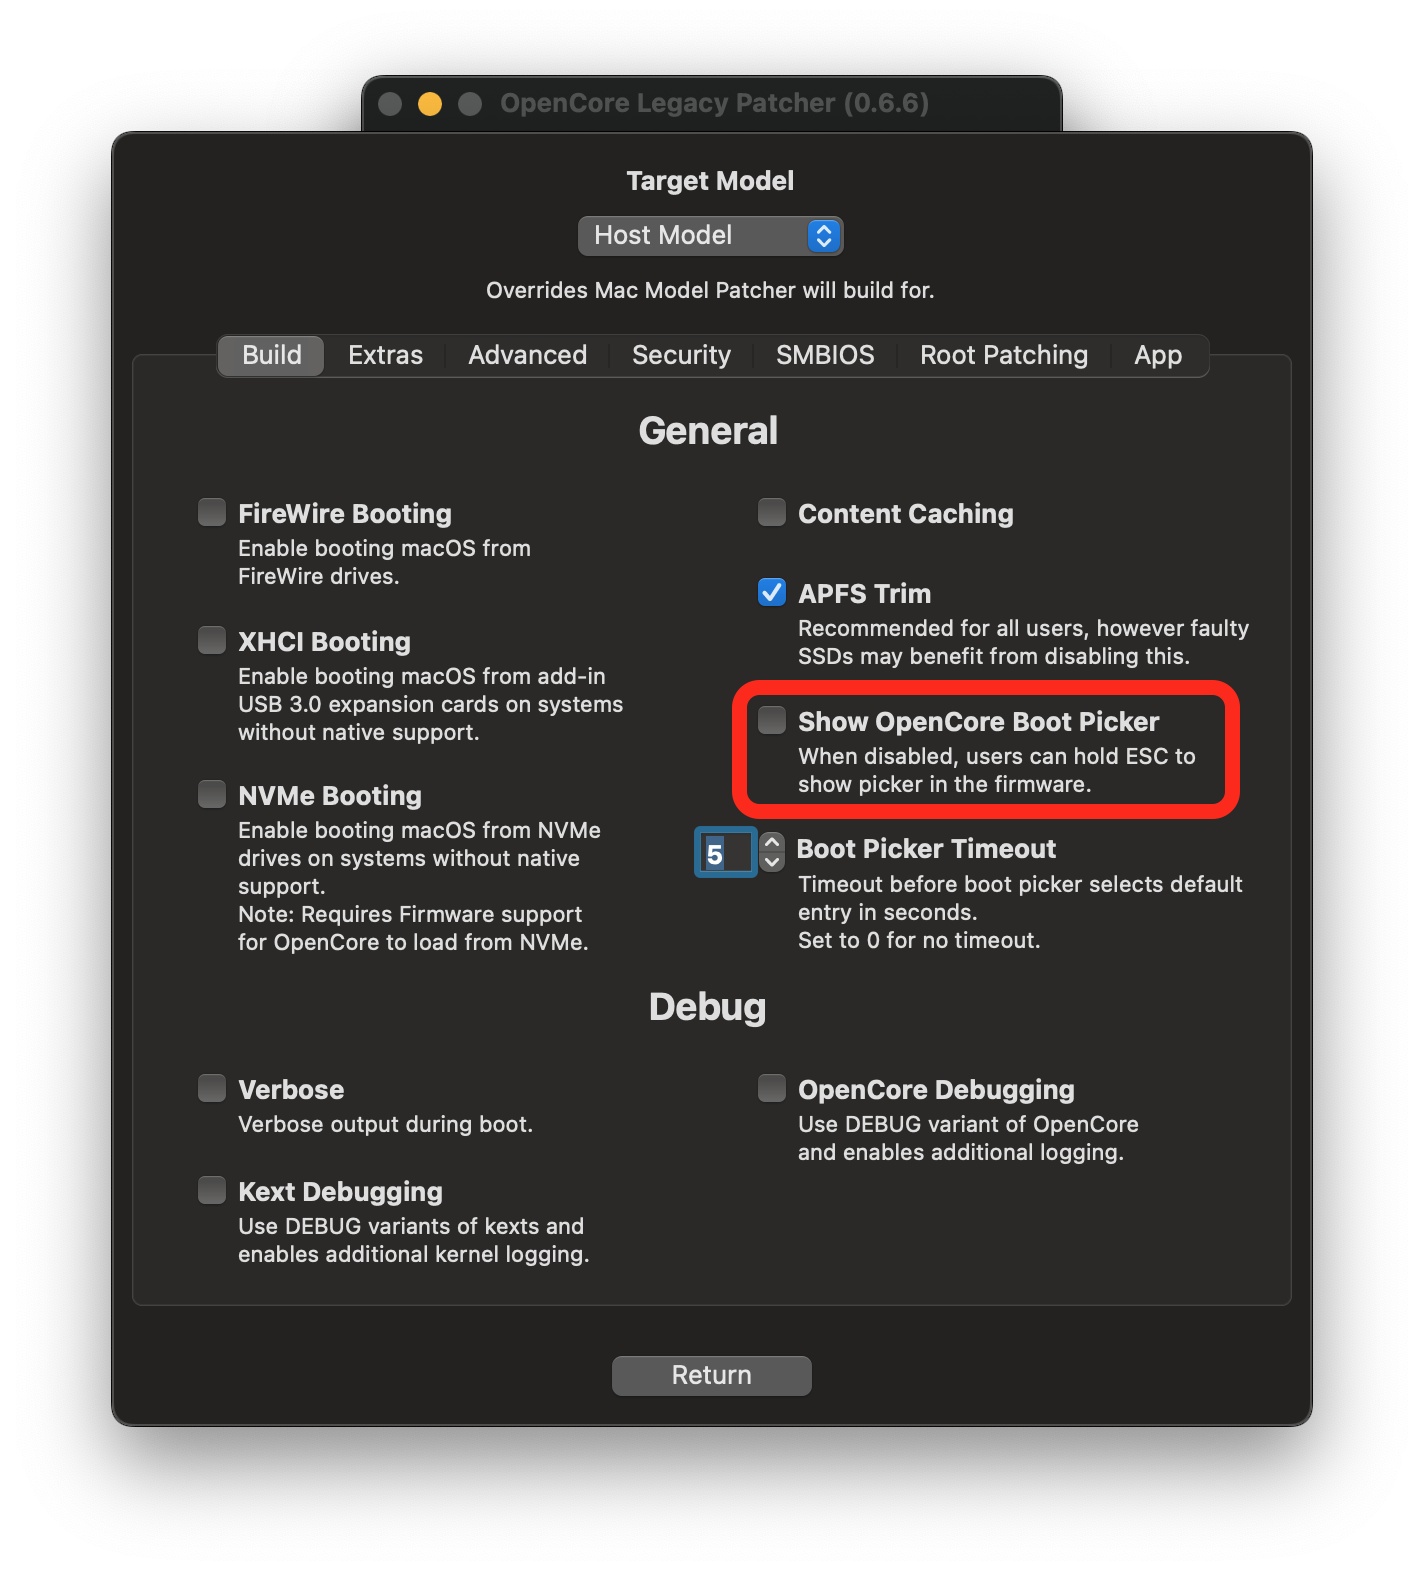 OpenCore Legacy Patcher (0.6.6)
Target Model
Host Model
Overrides Mac Model Patcher will build for.
Build Extras Advanced Security SMBIOS Root Patching App
General
FireWire Booting
Enable booting macOS from
FireWire drives.
XHCI Booting
Enable booting macOS from add-in
USB 3.0 expansion cards on systems
without native support.
NVMe Booting
Enable booting macOS from NVMe
drives on systems without native
support.
Note: Requires Firmware support
for OpenCore to load from NVMe.
Content Caching
APFS Trim
Recommended for all users, however faulty
SSDs may benefit from disabling this.
Show OpenCore Boot Picker
When disabled, users can hold ESC to
show picker in the firmware.
5 Boot Picker Timeout
Timeout before boot picker selects default
entry in seconds.
Set to 0 for no timeout.
Debug
Verbose
Verbose output during boot.
Kext Debugging
Use DEBUG variants of kexts and
enables additional kernel logging.
OpenCore Debugging
Use DEBUG variant of OpenCore
and enables additional logging.
Return